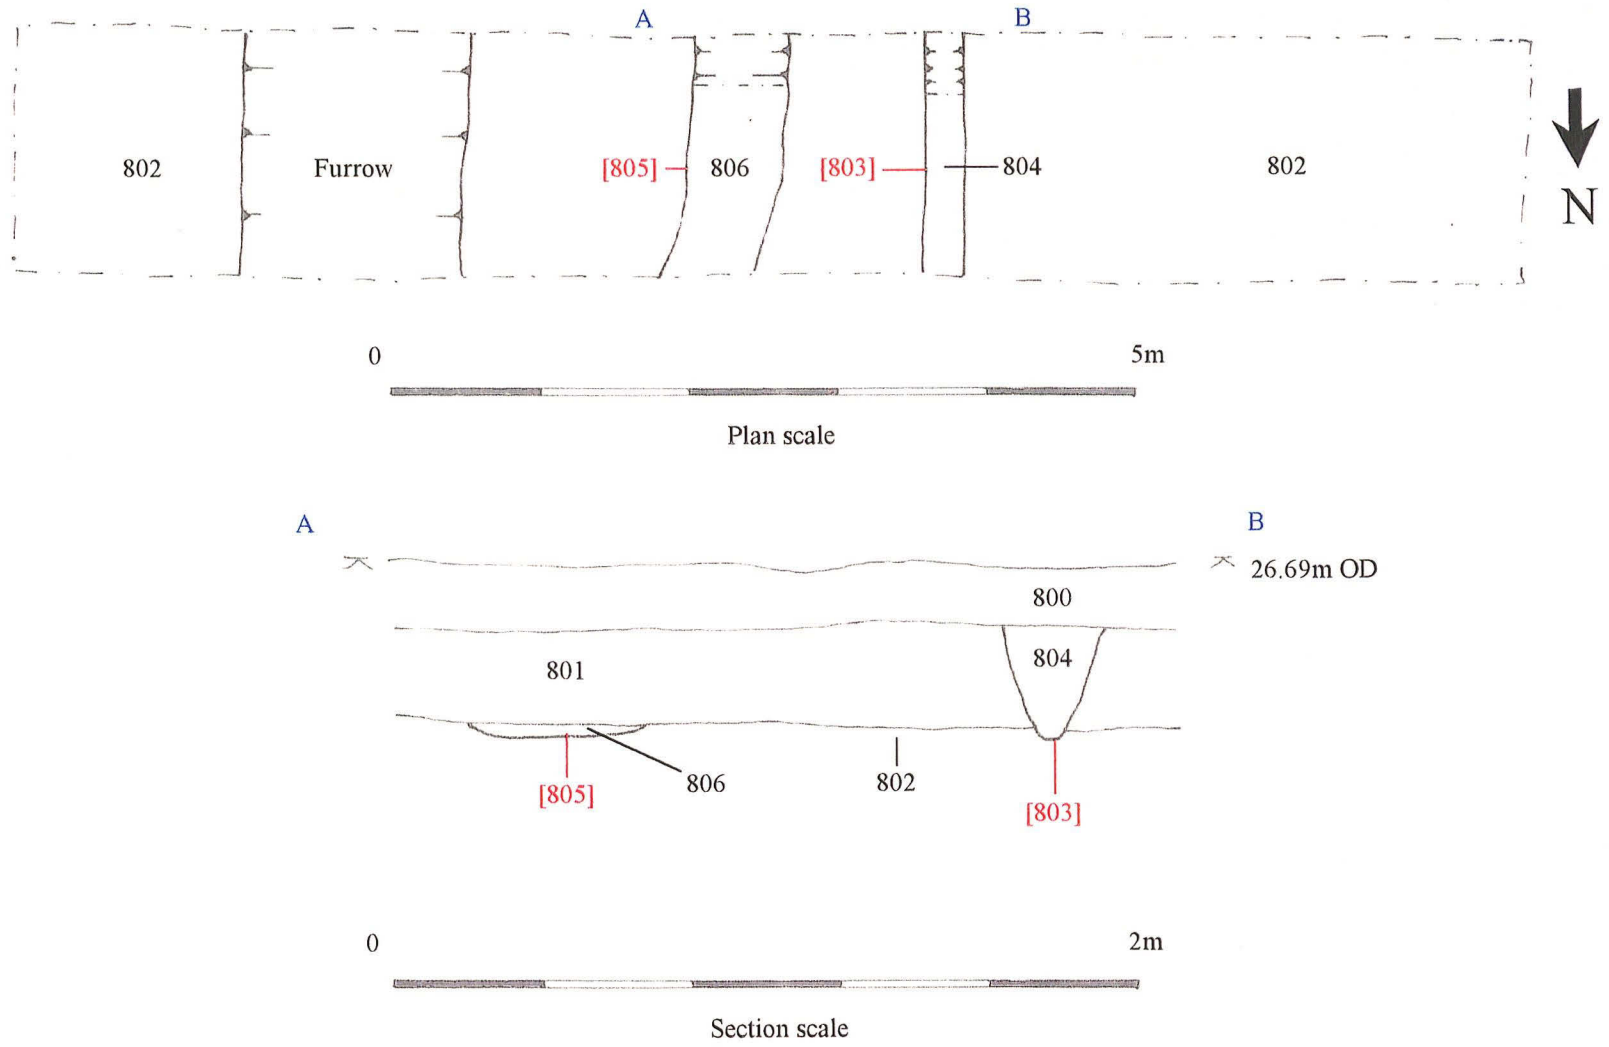 A B
802 Furrow [805] 806 [803] 804 802
N
0 5m
Plan scale
A B
26.69m OD
800
801 804
806 802
[805] [803]
0 2m
Section scale